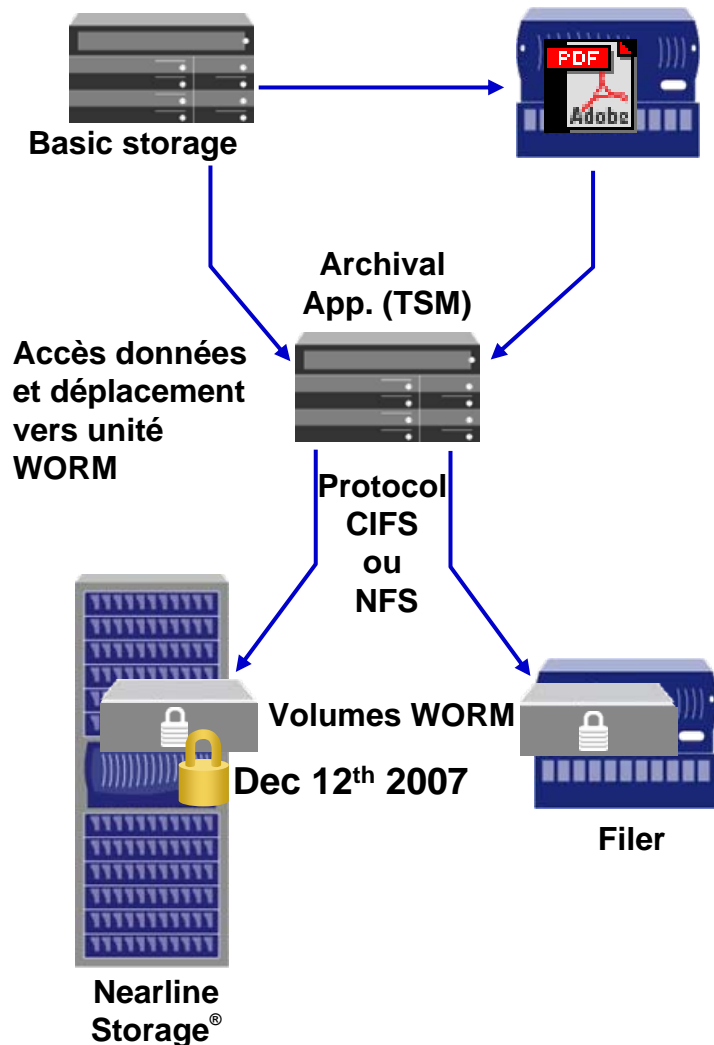 PDF
Adobe
Basic storage
Archival
App. (TSM)
Accès données
et déplacement
vers unité
WORM
Protocol
CIFS
ou
NFS
Volumes WORM
Dec 12th 2007
Filer
Nearline
Storage®